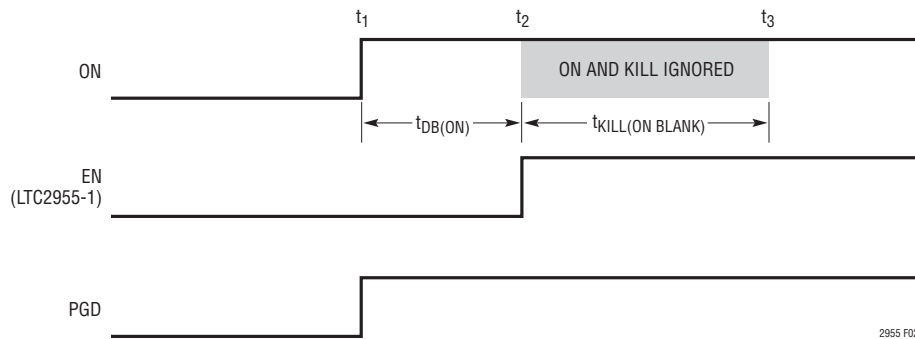 t1 t2 t3
ON
ON AND KILL IGNORED
tDB(ON) tKILL(ON BLANK)
EN
(LTC2955-1)
PGD
2955 F02